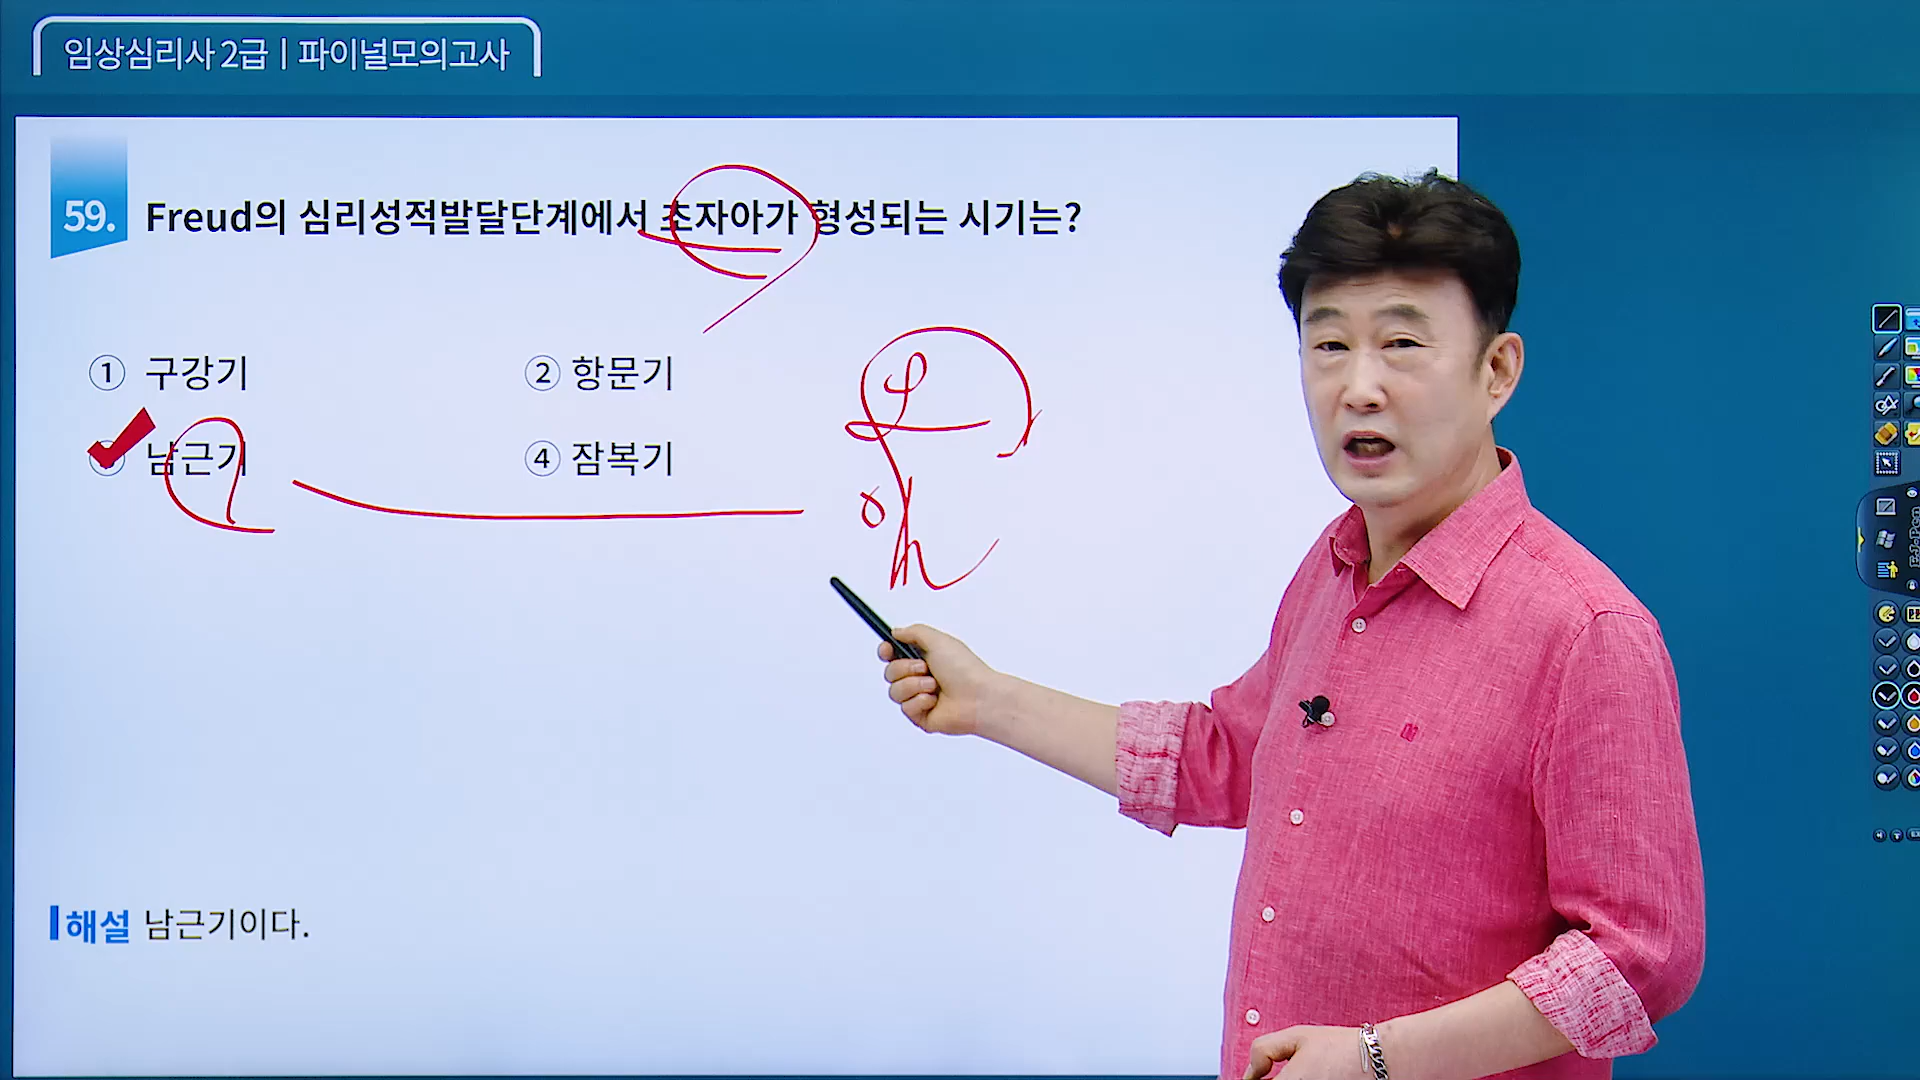 임상심리사 2급 | 파이널모의고사
59. Freud의 심리성적발달단계에서 초자아가 형성되는 시기는?
① 구강기 ② 항문기
남근기 ④ 잠복기
해설 남근기이다.